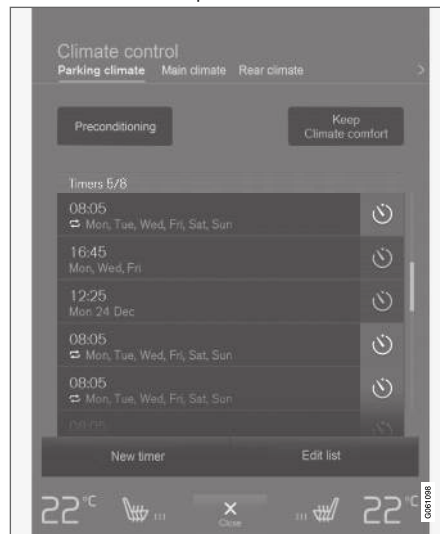 Climate control
Parking climate Main climate Rear climate
Preconditioning
Keep
Climate comfort
Timers 5/8
08:05
Mon, Tue, Wed, Fri, Sat, Sun
16:45
Mon, Wed, Fri
12:25
Mon 24 Dec
08:05
Mon, Tue, Wed, Fri, Sat, Sun
08:05
Mon, Tue, Wed, Fri, Sat, Sun
08:05
New timer Edit list
22°C 22°C
Close
G061098